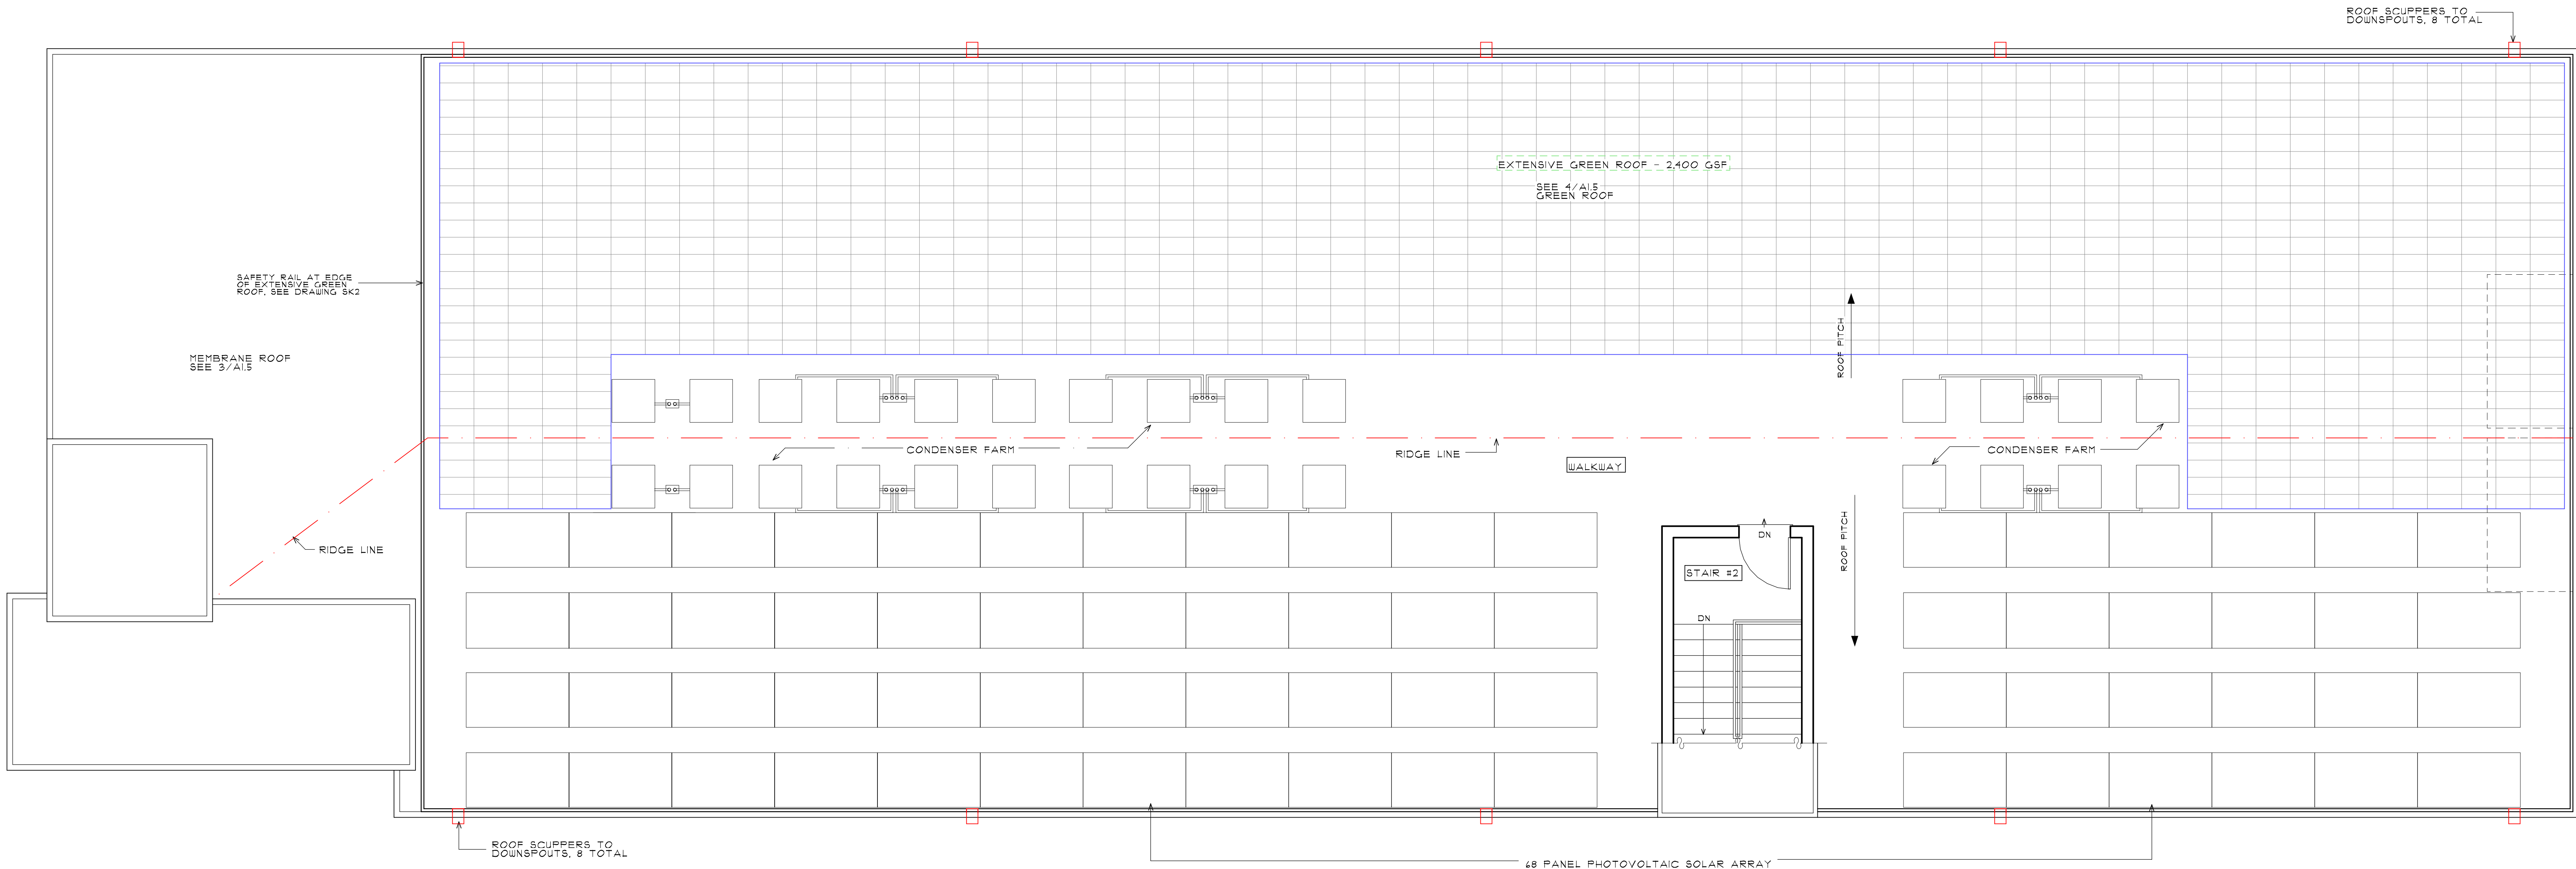 ROOF SCUPPERS TO
DOWNSPOUTS, 8 TOTAL
EXTENSIVE GREEN ROOF - 2,400 GSF
SEE 4/A1.5
GREEN ROOF
SAFETY RAIL AT EDGE
OF EXTENSIVE GREEN
ROOF, SEE DRAWING SK2
MEMBRANE ROOF
SEE 3/A1.5
ROOF PITCH
CONDENSER FARM
RIDGE LINE
WALKWAY
CONDENSER FARM
RIDGE LINE
ROOF PITCH
DN
STAIR #2
DN
ROOF SCUPPERS TO
DOWNSPOUTS, 8 TOTAL
68 PANEL PHOTOVOLTAIC SOLAR ARRAY